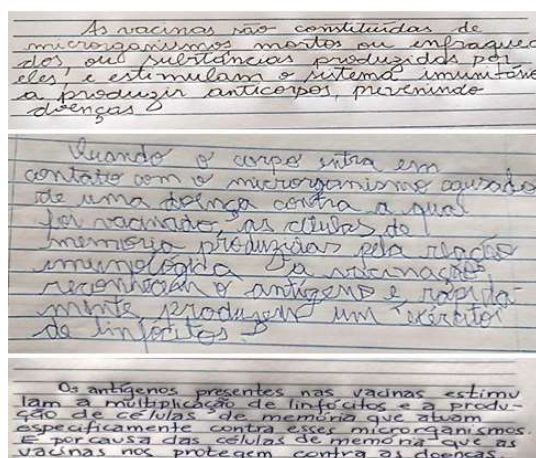 As vacinas são constituídas de
microrganismos mortos ou enfraqueci
dos ou substâncias produzidas por
eles, e estimulam o sistema imunitário
a produzir anticorpos, prevenindo
doenças
Quando o corpo entra em
contato com o microrganismo causador
de uma doença contra a qual
foi vacinado, as células de
memória produzidas pela reação
imunológica a vacinação,
reconhecem o antígeno e rápida-
mente produzem um exército
de linfócitos.
Os antígenos presentes nas vacinas estimu
lam a multiplicação de linfócitos e a produ-
ção de células de memória que atuam
especificamente contra esses microrganismos.
É por causa das células de memória que as
vacinas nos protegem contra as doenças.